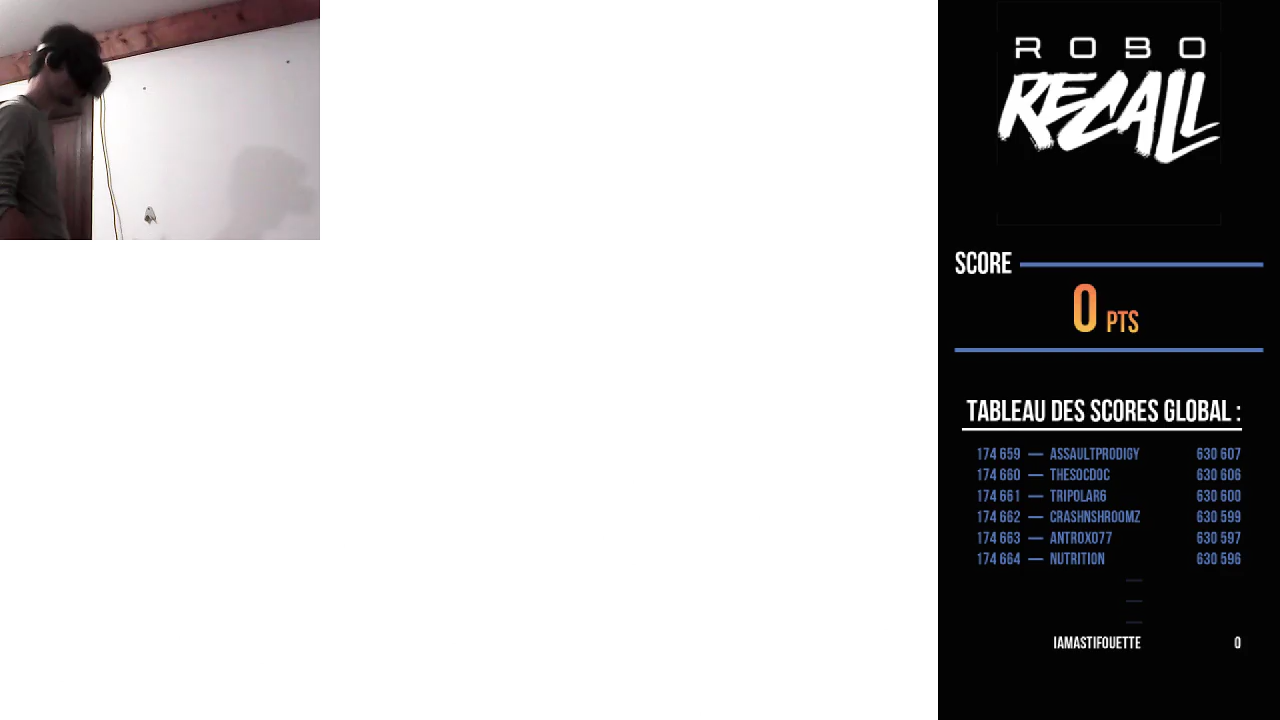 ROBO
RECALL
SCORE
0 PTS
TABLEAU DES SCORES GLOBAL :
174 659 — ASSAULTPRODIGY 630 607
174 660 — THESOCDOC 630 606
174 661 — TRIPOLAR6 630 600
174 662 — CRASHNSHROOMZ 630 599
174 663 — ANTROXO77 630 597
174 664 — NUTRITION 630 596
IAMASTIFOUETTE 0